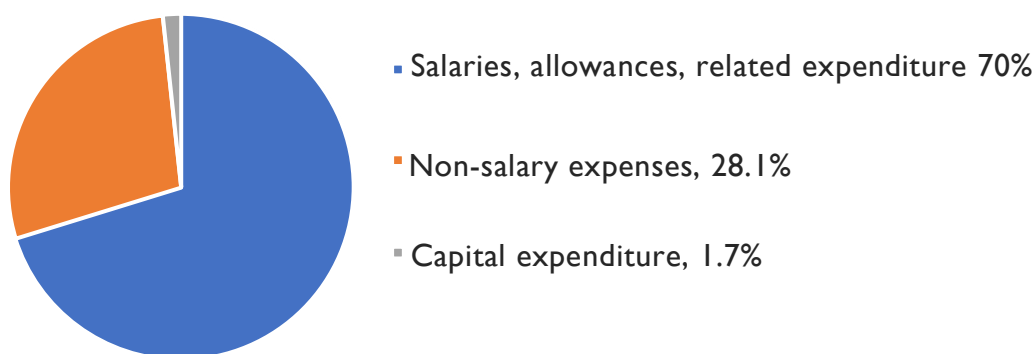 Salaries, allowances, related expenditure 70%
Non-salary expenses, 28.1%
Capital expenditure, 1.7%